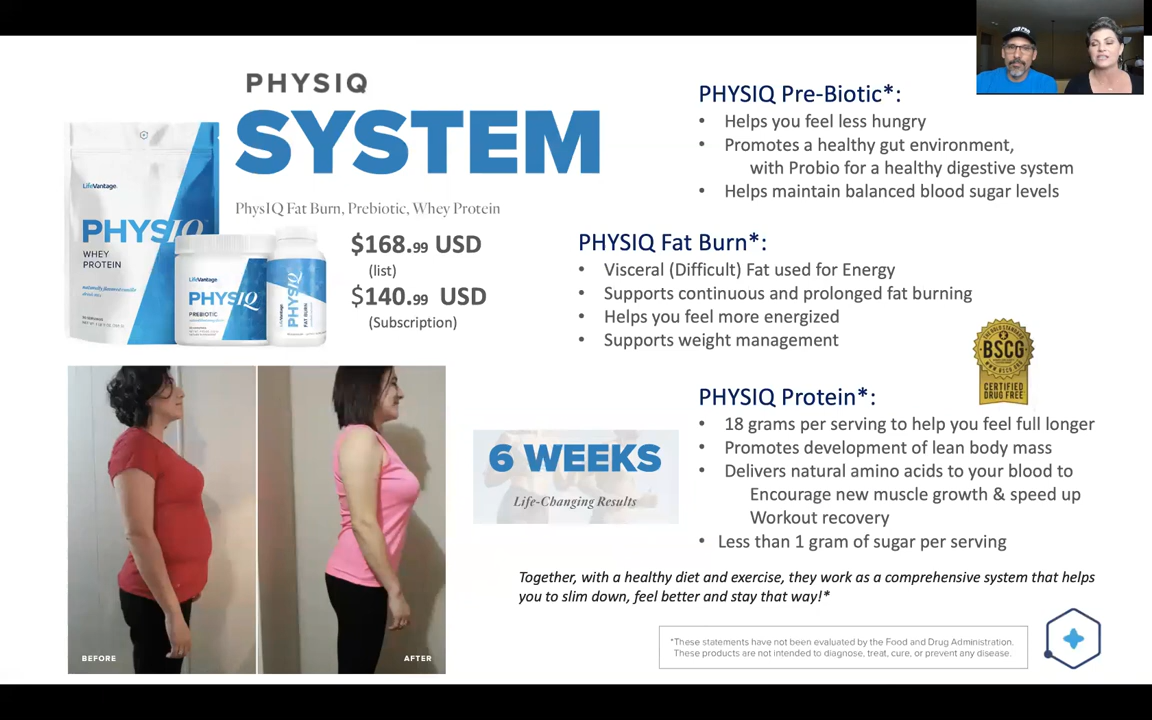 PHYSIQ
SYSTEM
PhysIQ Fat Burn, Prebiotic, Whey Protein
$168.99 USD
(list)
$140.99 USD
(Subscription)
LifeVantage
PHYSIQ
WHEY
PROTEIN
LifeVantage
PHYSIQ
PREBIOTIC
LifeVantage
PHYSIQ
FAT BURN
PHYSIQ Pre-Biotic*:
• Helps you feel less hungry
• Promotes a healthy gut environment,
with Probio for a healthy digestive system
• Helps maintain balanced blood sugar levels
PHYSIQ Fat Burn*:
• Visceral (Difficult) Fat used for Energy
• Supports continuous and prolonged fat burning
• Helps you feel more energized
• Supports weight management
BSCG
WWW.BSCG.ORG
CERTIFIED
DRUG FREE
PHYSIQ Protein*:
• 18 grams per serving to help you feel full longer
• Promotes development of lean body mass
• Delivers natural amino acids to your blood to
Encourage new muscle growth & speed up
Workout recovery
• Less than 1 gram of sugar per serving
6 WEEKS
Life-Changing Results
BEFORE
AFTER
Together, with a healthy diet and exercise, they work as a comprehensive system that helps
you to slim down, feel better and stay that way!*
*These statements have not been evaluated by the Food and Drug Administration.
These products are not intended to diagnose, treat, cure, or prevent any disease.